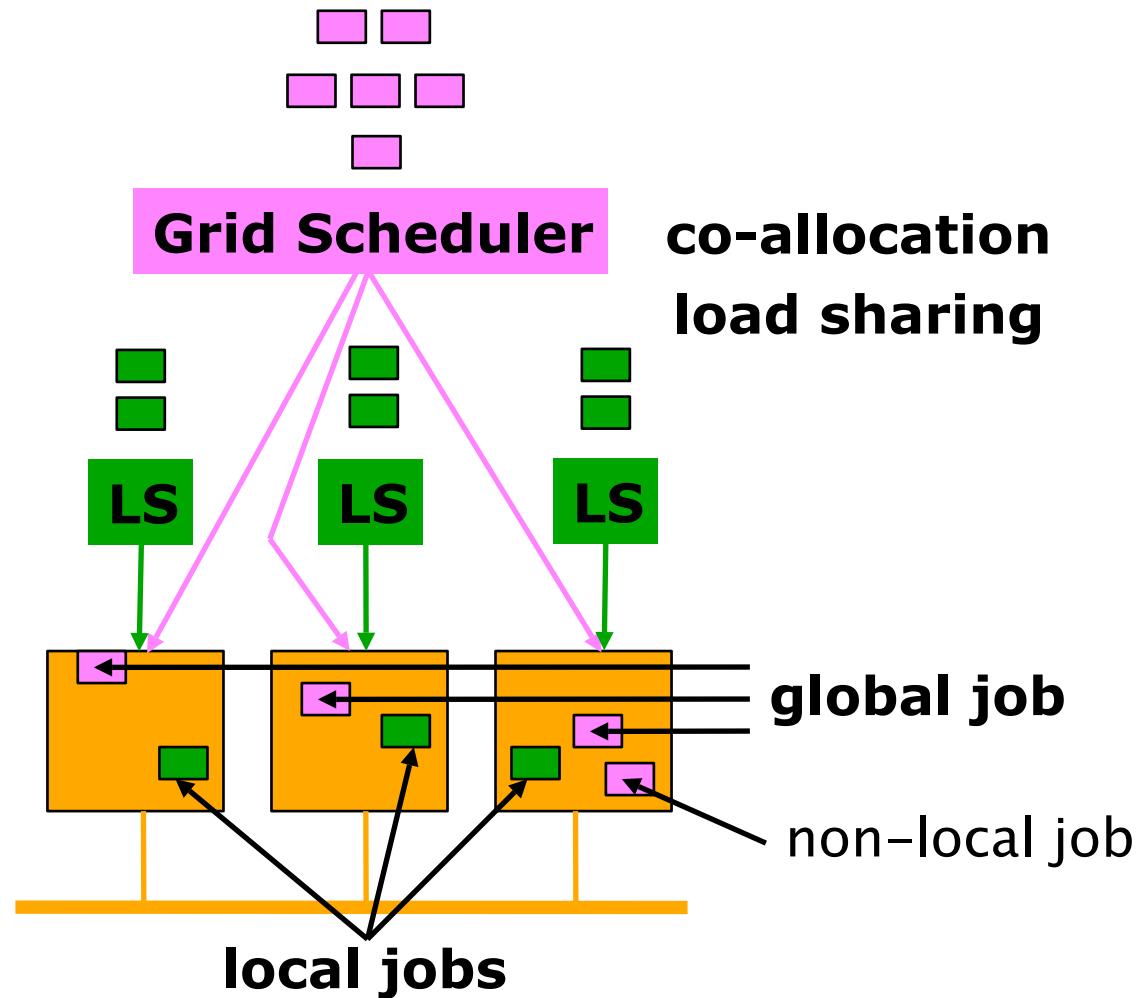 Grid Scheduler
co-allocation
load sharing
LS
LS
LS
global job
non-local job
local jobs